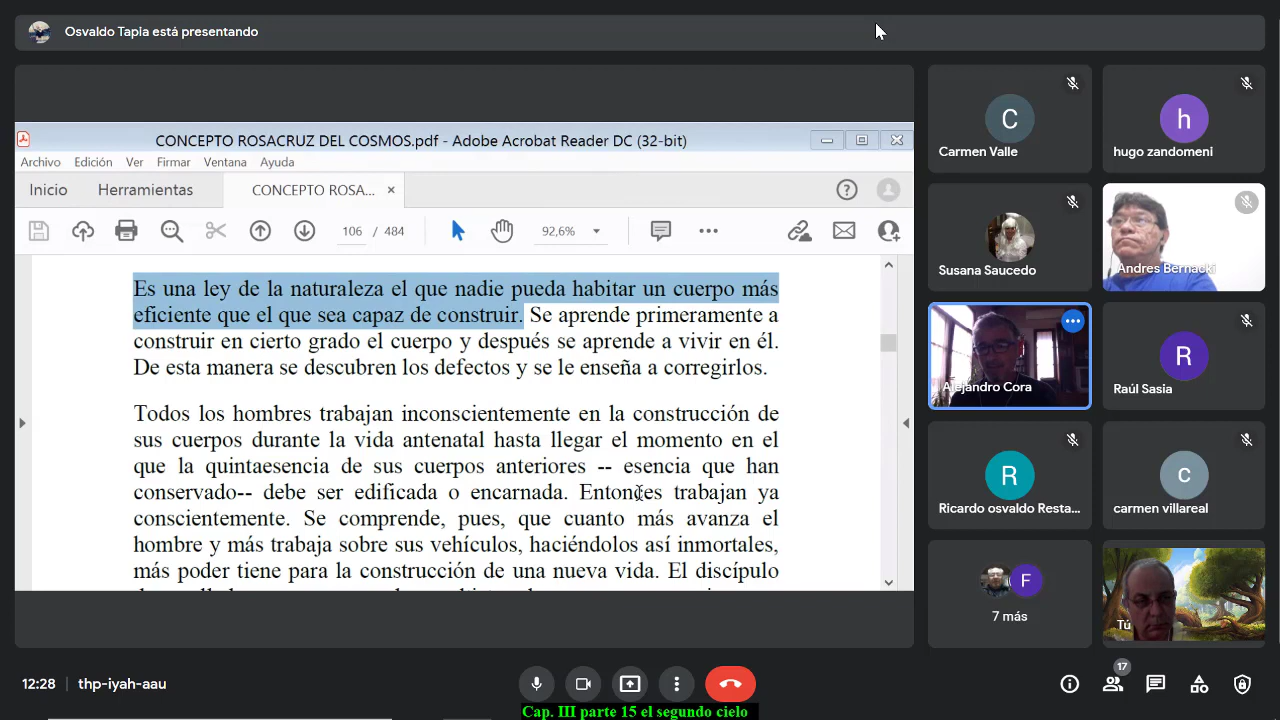 Osvaldo Tapia está presentando
CONCEPTO ROSACRUZ DEL COSMOS.pdf - Adobe Acrobat Reader DC (32-bit)
Archivo Edición Ver Firmar Ventana Ayuda
Inicio Herramientas CONCEPTO ROSA... ×
106 / 484 92,6%
Es una ley de la naturaleza el que nadie pueda habitar un cuerpo más
eficiente que el que sea capaz de construir. Se aprende primeramente a
construir en cierto grado el cuerpo y después se aprende a vivir en él.
De esta manera se descubren los defectos y se le enseña a corregirlos.
Todos los hombres trabajan inconscientemente en la construcción de
sus cuerpos durante la vida antenatal hasta llegar el momento en el
que la quintaesencia de sus cuerpos anteriores -- esencia que han
conservado-- debe ser edificada o encarnada. Entonces trabajan ya
conscientemente. Se comprende, pues, que cuanto más avanza el
hombre y más trabaja sobre sus vehículos, haciéndolos así inmortales,
más poder tiene para la construcción de una nueva vida. El discípulo
C
Carmen Valle
h
hugo zandomeni
Susana Saucedo
Andres Bernacki
Alejandro Cora
R
Raúl Sasia
R
Ricardo osvaldo Resta...
c
carmen villareal
F
7 más
Tú
12:28 thp-iyah-aau
17
Cap. III parte 15 el segundo cielo